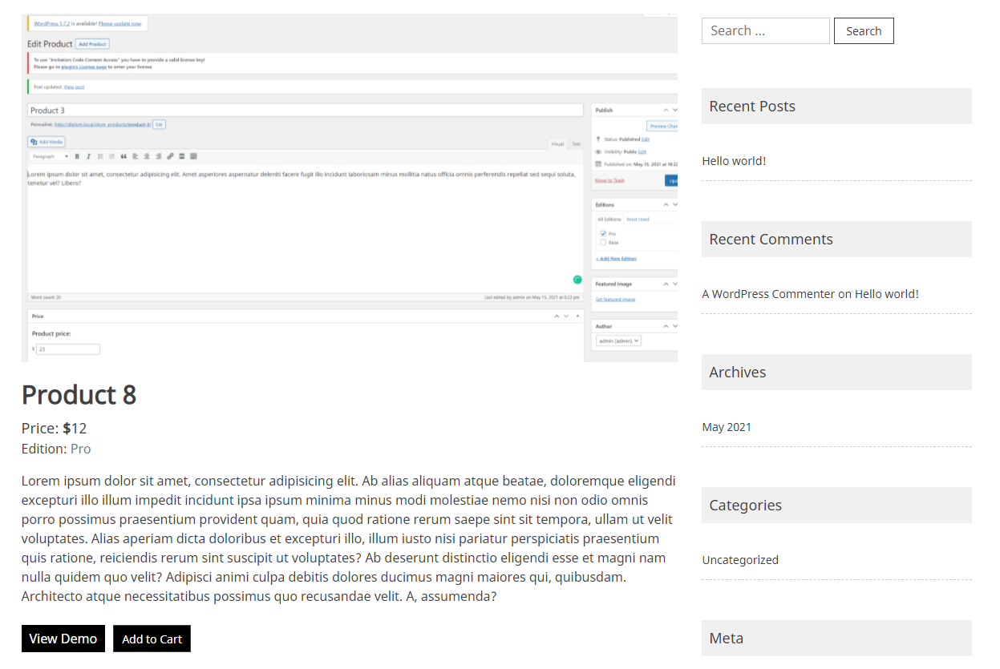 WordPress 5.7.2 is available! Please update now.
Edit Product Add Product
To use "Invitation Code Content Access" you have to provide a valid license key!
Please go to plugin's License page to enter your license.
Post updated. View post
Product 3
Permalink: http://diplom.local/store_products/product-3/ Edit
Add Media
Visual Text
Paragraph
Lorem ipsum dolor sit amet, consectetur adipisicing elit. Amet asperiores aspernatur deleniti facere fugit illo incidunt laboriosam minus mollitia natus officia omnis perferendis repellat sed sequi soluta,
tenetur vel? Libero?
Word count: 30
Last edited by admin on May 15, 2021 at 6:22 pm
Price
Product price:
$ 23
Publish
Preview Chan
Status: Published Edit
Visibility: Public Edit
Published on: May 15, 2021 at 18:22
Move to Trash
Upd
Editions
All Editions Most Used
Pro
Base
+ Add New Edition
Featured image
Set featured image
Author
admin (admin)
Product 8
Price: $12
Edition: Pro
Lorem ipsum dolor sit amet, consectetur adipisicing elit. Ab alias aliquam atque beatae, doloremque eligendi
excepturi illo illum impedit incidunt ipsa ipsum minima minus modi molestiae nemo nisi non odio omnis
porro possimus praesentium provident quam, quia quod ratione rerum saepe sint sit tempora, ullam ut velit
voluptates. Alias aperiam dicta doloribus et excepturi illo, illum iusto nisi pariatur perspiciatis praesentium
quis ratione, reiciendis rerum sint suscipit ut voluptates? Ab deserunt distinctio eligendi esse et magni nam
nulla quidem quo velit? Adipisci animi culpa debitis dolores ducimus magni maiores qui, quibusdam.
Architecto atque necessitatibus possimus quo recusandae velit. A, assumenda?
View Demo Add to Cart
Search ... Search
Recent Posts
Hello world!
Recent Comments
A WordPress Commenter on Hello world!
Archives
May 2021
Categories
Uncategorized
Meta